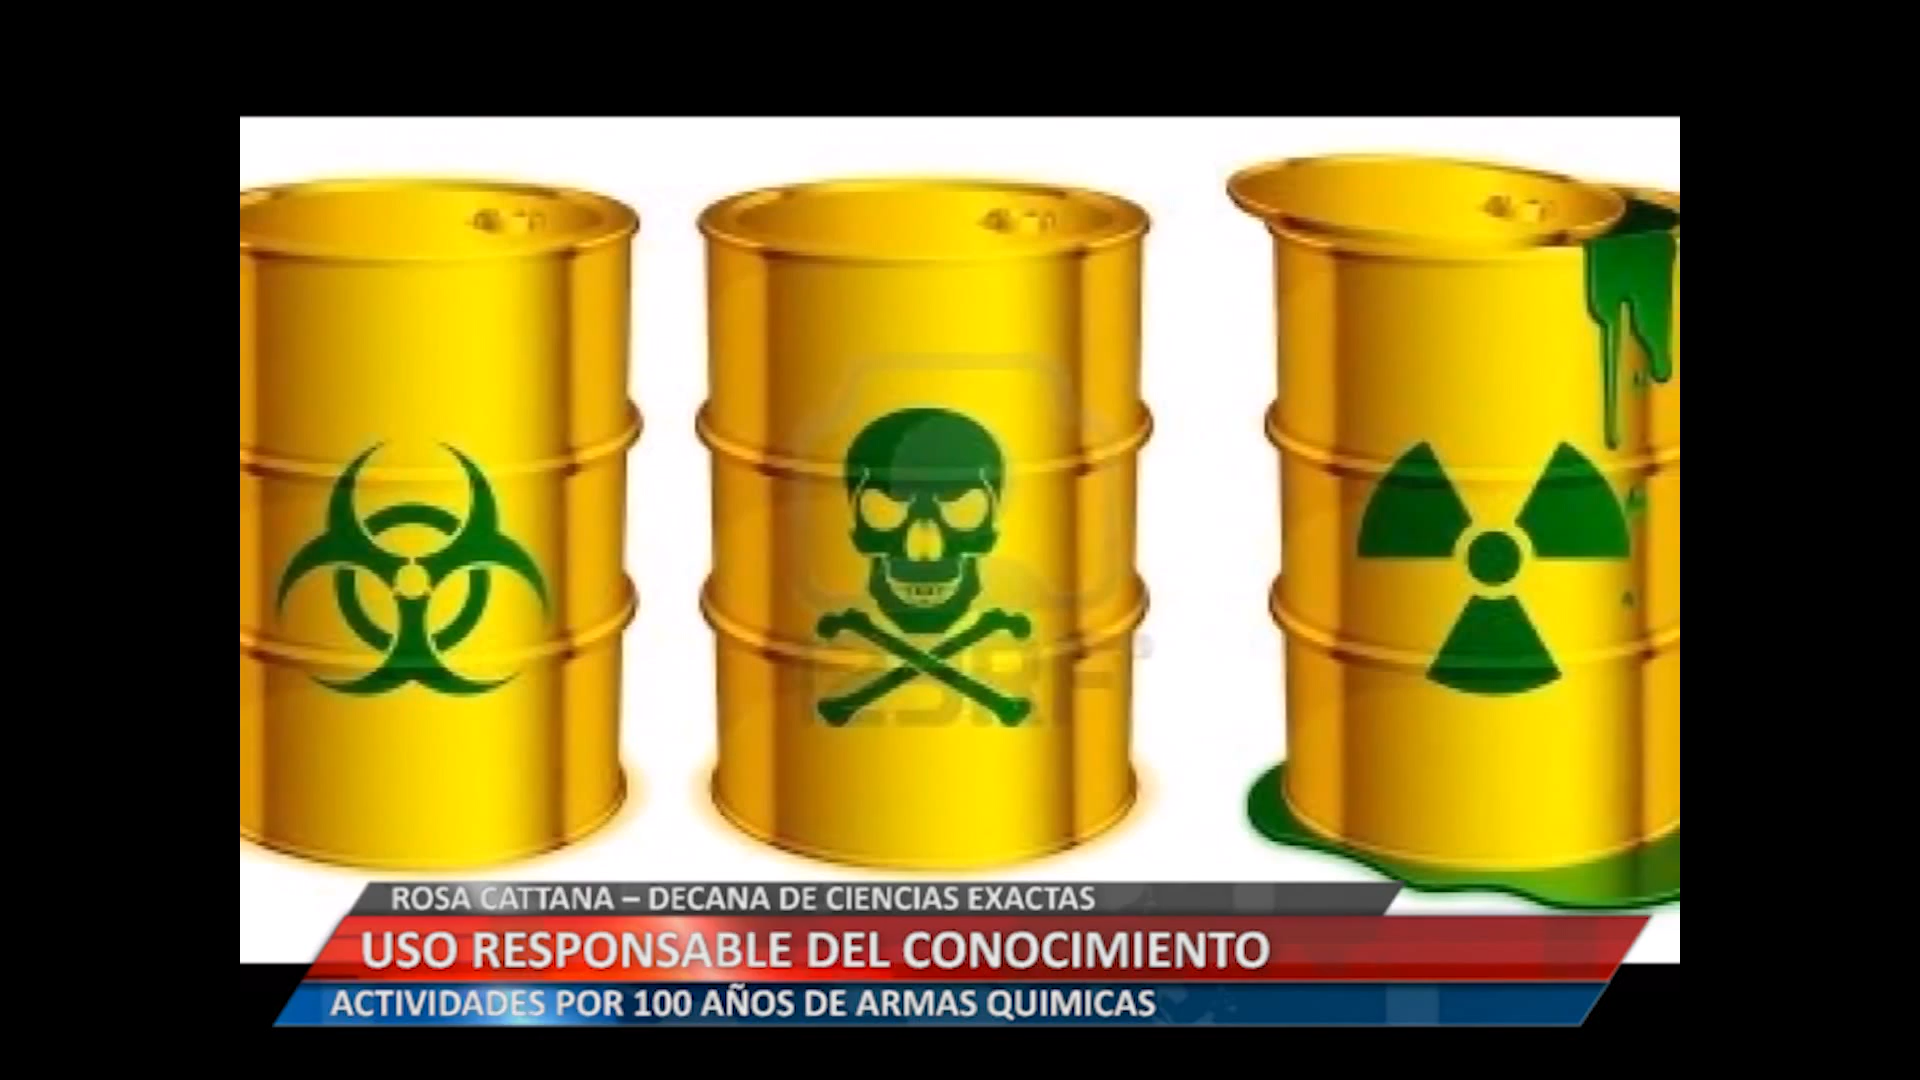 ROSA CATTANA – DECANA DE CIENCIAS EXACTAS
USO RESPONSABLE DEL CONOCIMIENTO
ACTIVIDADES POR 100 AÑOS DE ARMAS QUIMICAS